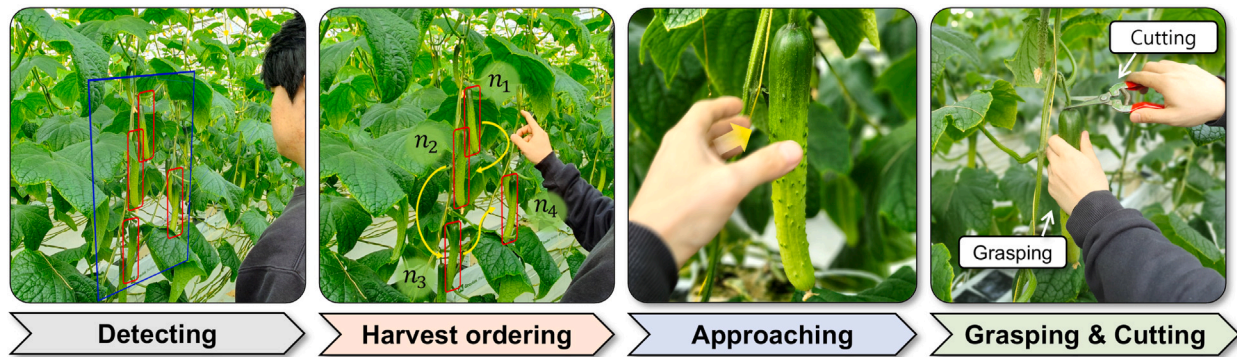 n1
n2
n3
n4
Cutting
Grasping
Detecting
Harvest ordering
Approaching
Grasping & Cutting